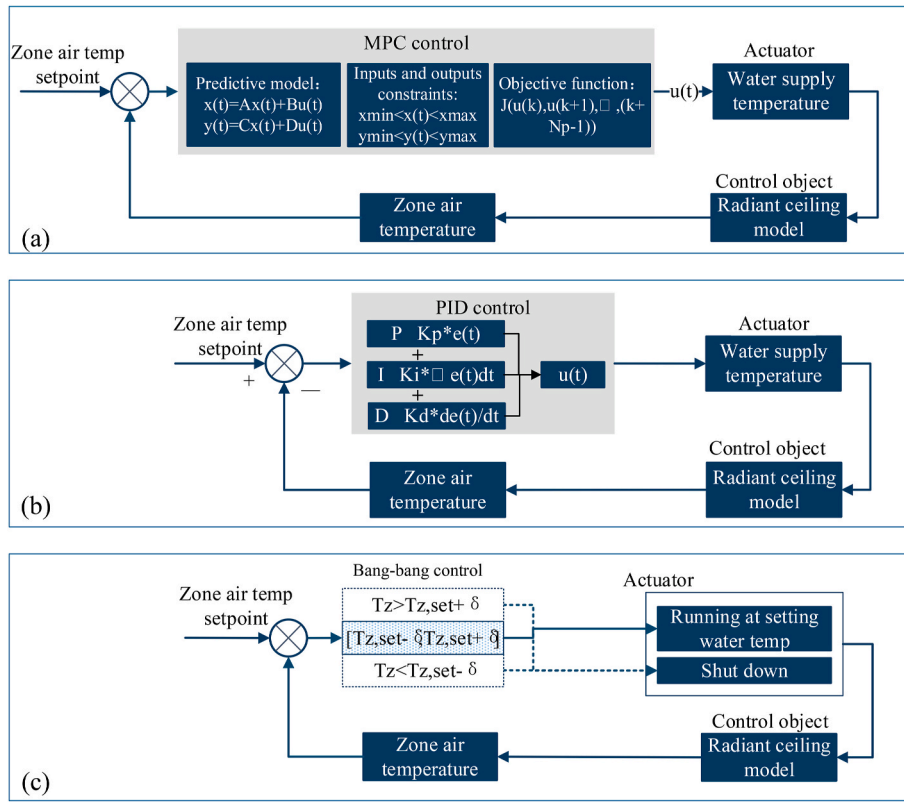 MPC control
Zone air temp
setpoint
Predictive model：
x(t)=Ax(t)+Bu(t)
y(t)=Cx(t)+Du(t)
Inputs and outputs
constraints:
xmin<x(t)<xmax
ymin<y(t)<ymax
Objective function：
J(u(k),u(k+1),□ ,(k+
Np-1))
u(t)
Actuator
Water supply
temperature
Control object
Radiant ceiling
model
Zone air
temperature
(a)
PID control
Zone air temp
setpoint
+
—
P Kp*e(t)
+
I Ki*□ e(t)dt
+
D Kd*de(t)/dt
u(t)
Actuator
Water supply
temperature
Control object
Radiant ceiling
model
Zone air
temperature
(b)
Bang-bang control
Zone air temp
setpoint
Tz>Tz,set+ δ
[Tz,set- δ,Tz,set+ δ]
Tz<Tz,set- δ
Actuator
Running at setting
water temp
Shut down
Control object
Radiant ceiling
model
Zone air
temperature
(c)